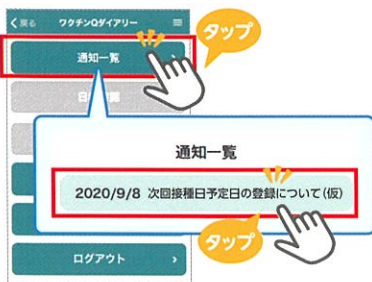 戻る ワクチンQダイアリー
タップ
通知一覧
日
通知一覧
2020/9/8 次回接種日予定日の登録について(仮)
タップ
ログアウト